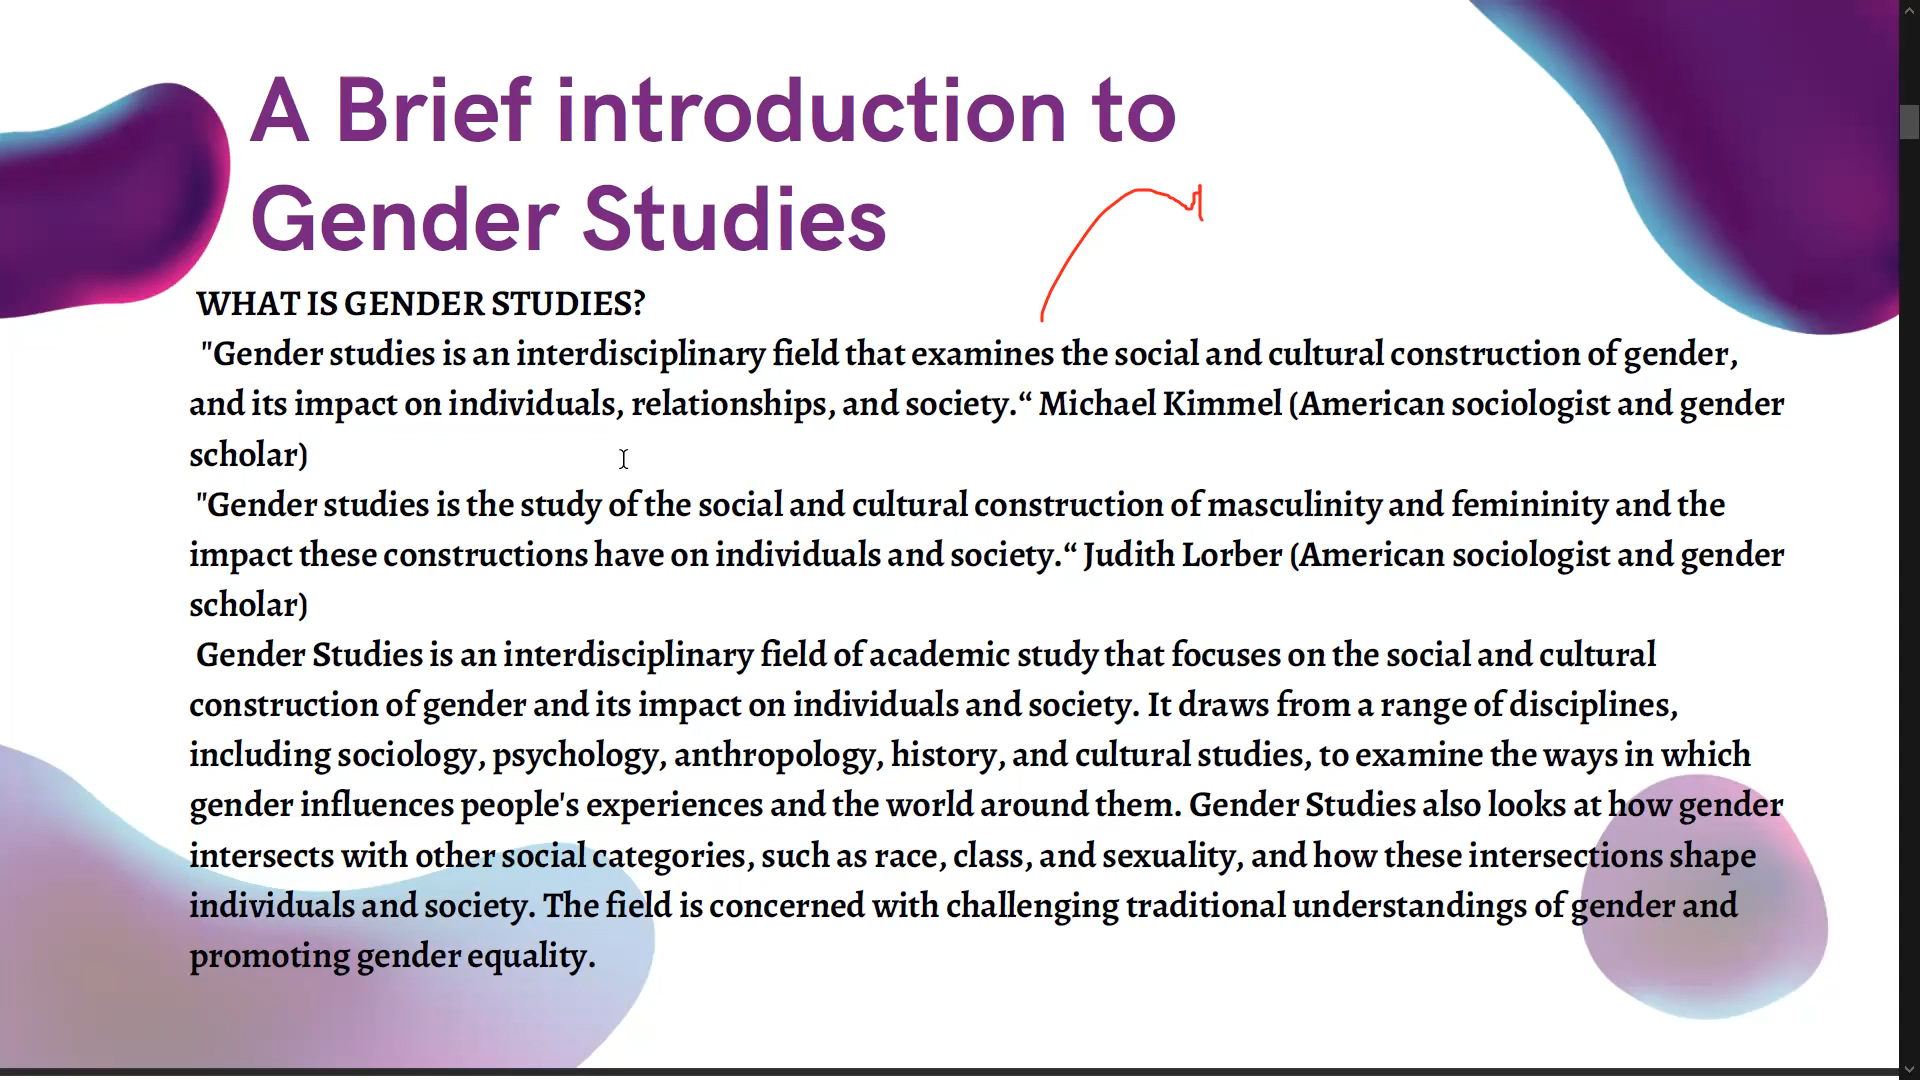 A Brief introduction to
Gender Studies
WHAT IS GENDER STUDIES?
"Gender studies is an interdisciplinary field that examines the social and cultural construction of gender,
and its impact on individuals, relationships, and society.“ Michael Kimmel (American sociologist and gender
scholar)
"Gender studies is the study of the social and cultural construction of masculinity and femininity and the
impact these constructions have on individuals and society.“ Judith Lorber (American sociologist and gender
scholar)
Gender Studies is an interdisciplinary field of academic study that focuses on the social and cultural
construction of gender and its impact on individuals and society. It draws from a range of disciplines,
including sociology, psychology, anthropology, history, and cultural studies, to examine the ways in which
gender influences people's experiences and the world around them. Gender Studies also looks at how gender
intersects with other social categories, such as race, class, and sexuality, and how these intersections shape
individuals and society. The field is concerned with challenging traditional understandings of gender and
promoting gender equality.